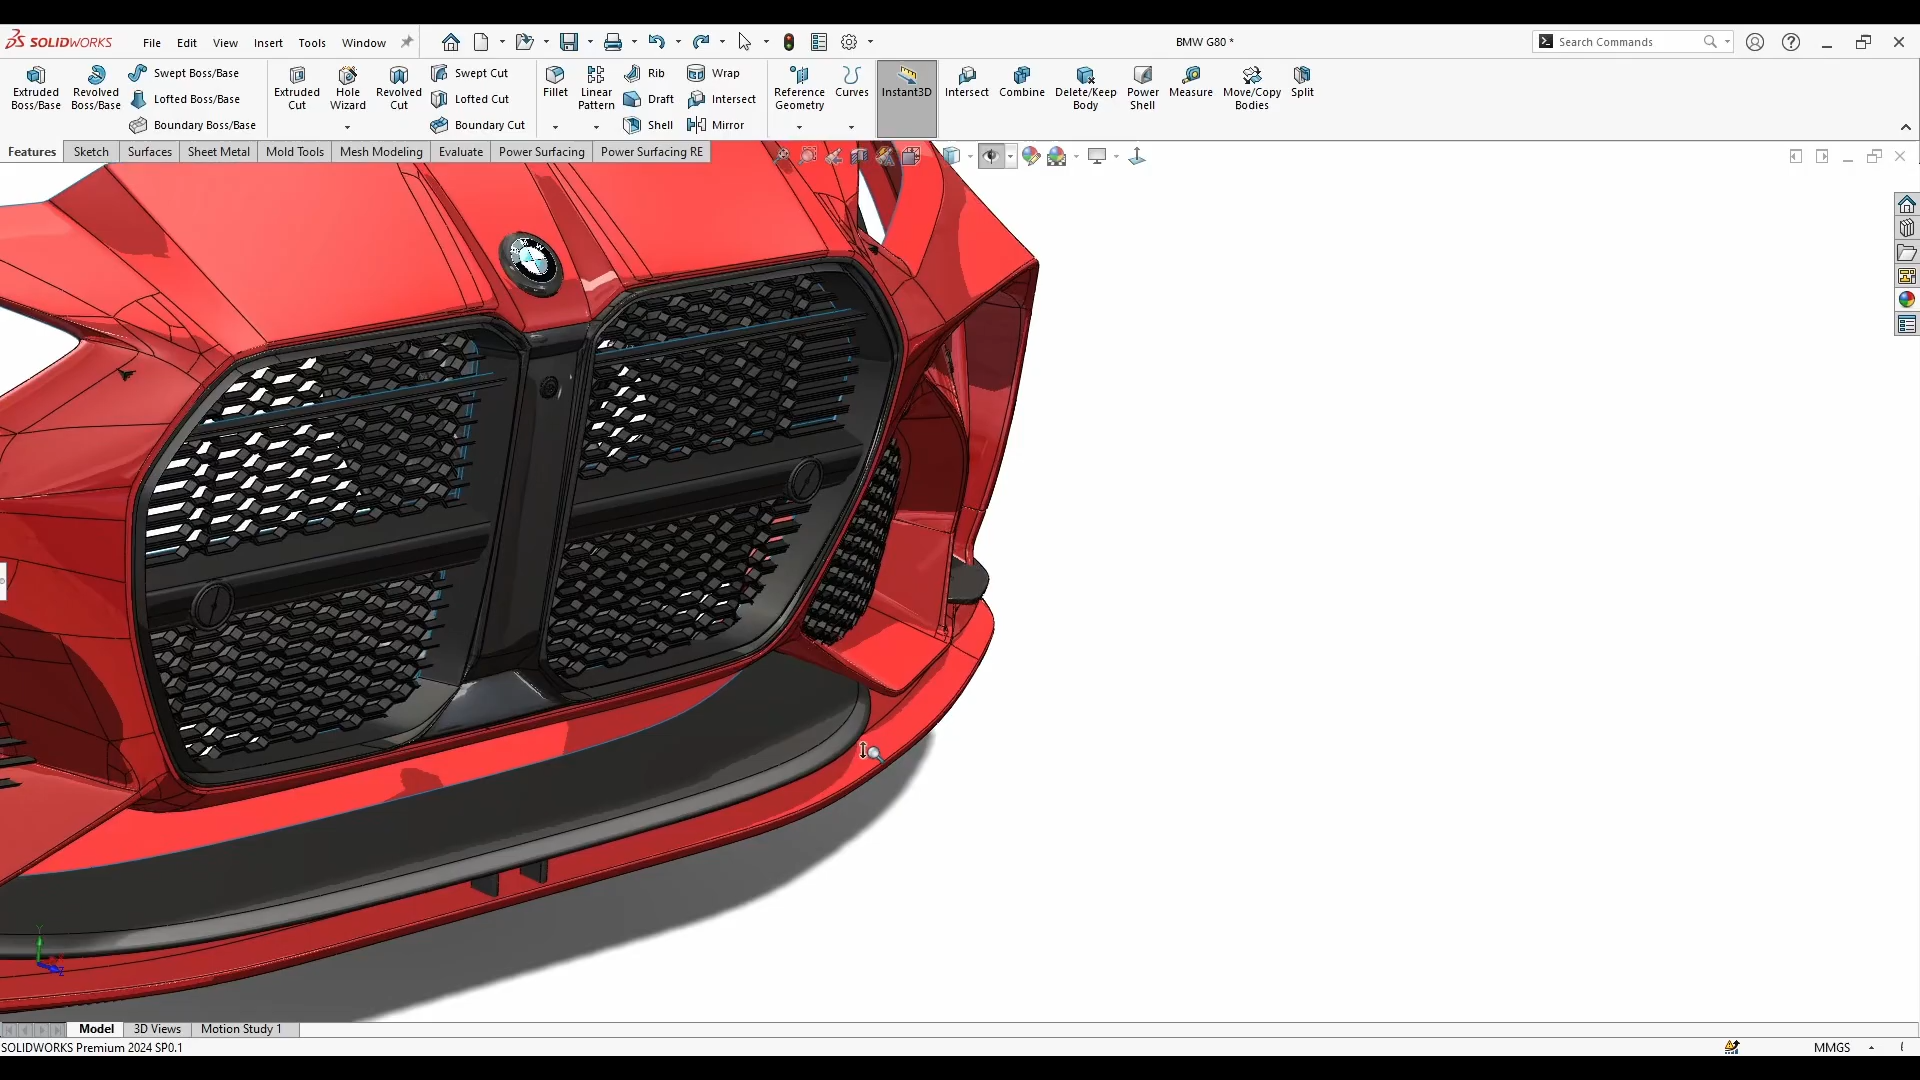 SOLIDWORKS File Edit View Insert Tools Window BMW G80 * Search Commands
Extruded Boss/Base
Revolved Boss/Base
Swept Boss/Base
Lofted Boss/Base
Boundary Boss/Base
Extruded Cut
Hole Wizard
Revolved Cut
Swept Cut
Lofted Cut
Boundary Cut
Fillet
Linear Pattern
Rib
Draft
Shell
Wrap
Intersect
Mirror
Reference Geometry
Curves
Instant3D
Intersect
Combine
Delete/Keep Body
Power Shell
Measure
Move/Copy Bodies
Split
Features Sketch Surfaces Sheet Metal Mold Tools Mesh Modeling Evaluate Power Surfacing Power Surfacing RE
B M W
Y
Z
Model 3D Views Motion Study 1
SOLIDWORKS Premium 2024 SP0.1 MMGS